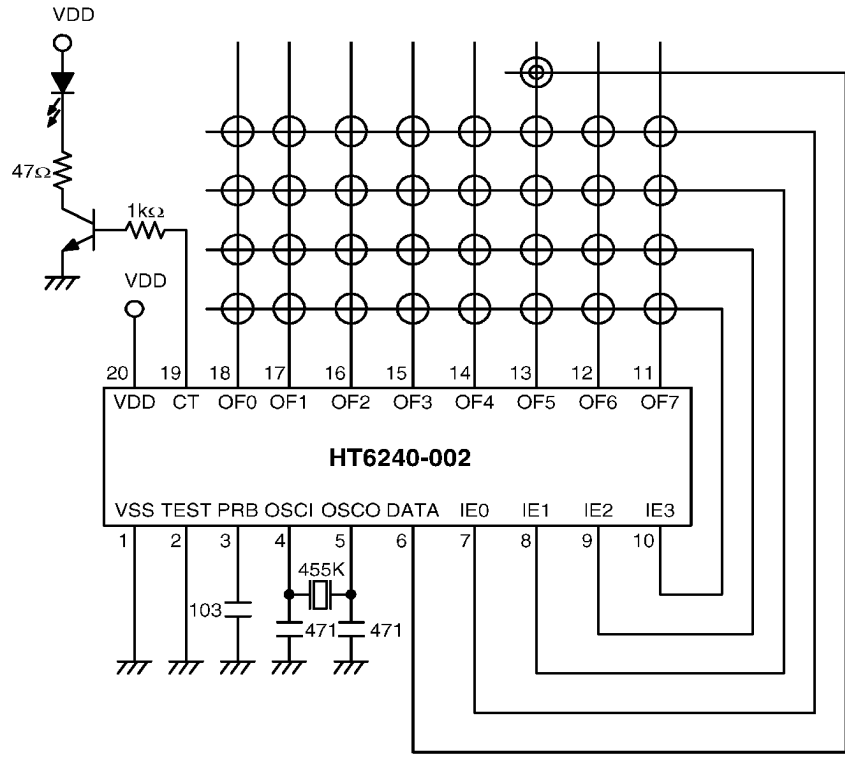 VDD
47Ω
1kΩ
VDD
20 19 18 17 16 15 14 13 12 11
VDD CT OF0 OF1 OF2 OF3 OF4 OF5 OF6 OF7
HT6240-002
VSS TEST PRB OSCI OSCO DATA IE0 IE1 IE2 IE3
1 2 3 4 5 6 7 8 9 10
455K
103
471 471